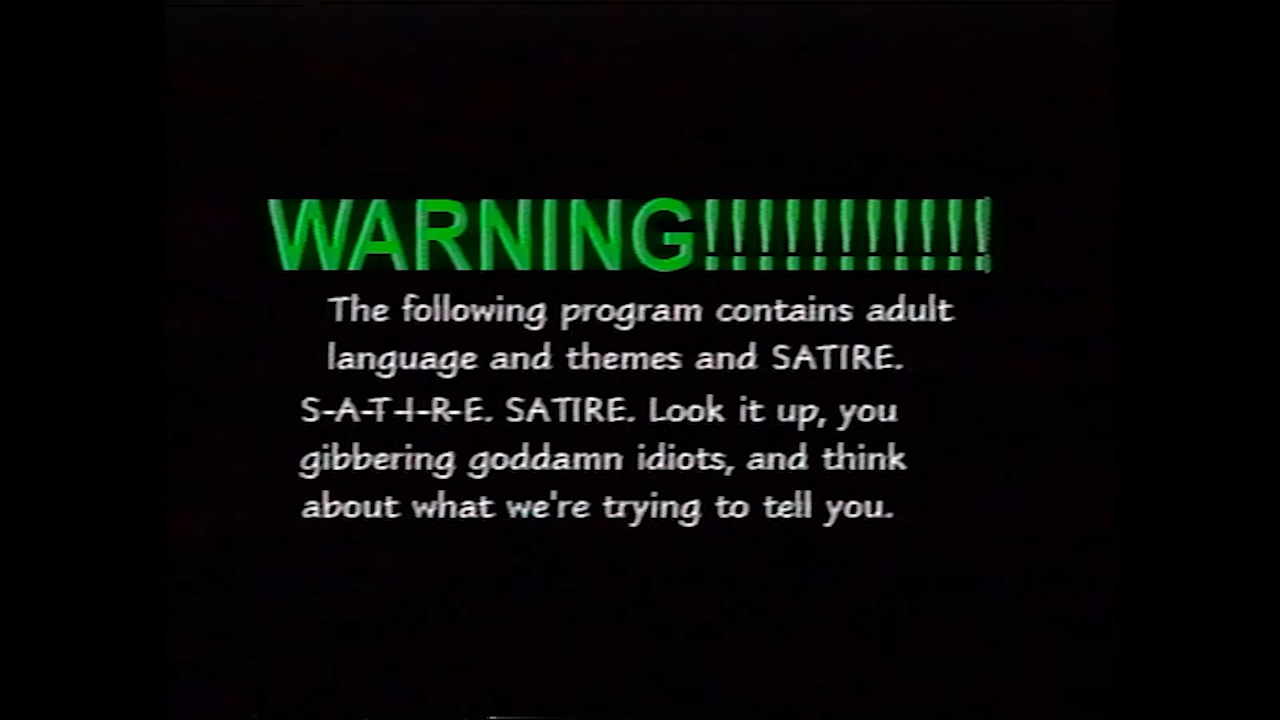 WARNING!!!!!!!!!!!
The following program contains adult
language and themes and SATIRE.
S-A-T-I-R-E. SATIRE. Look it up, you
gibbering goddamn idiots, and think
about what we're trying to tell you.